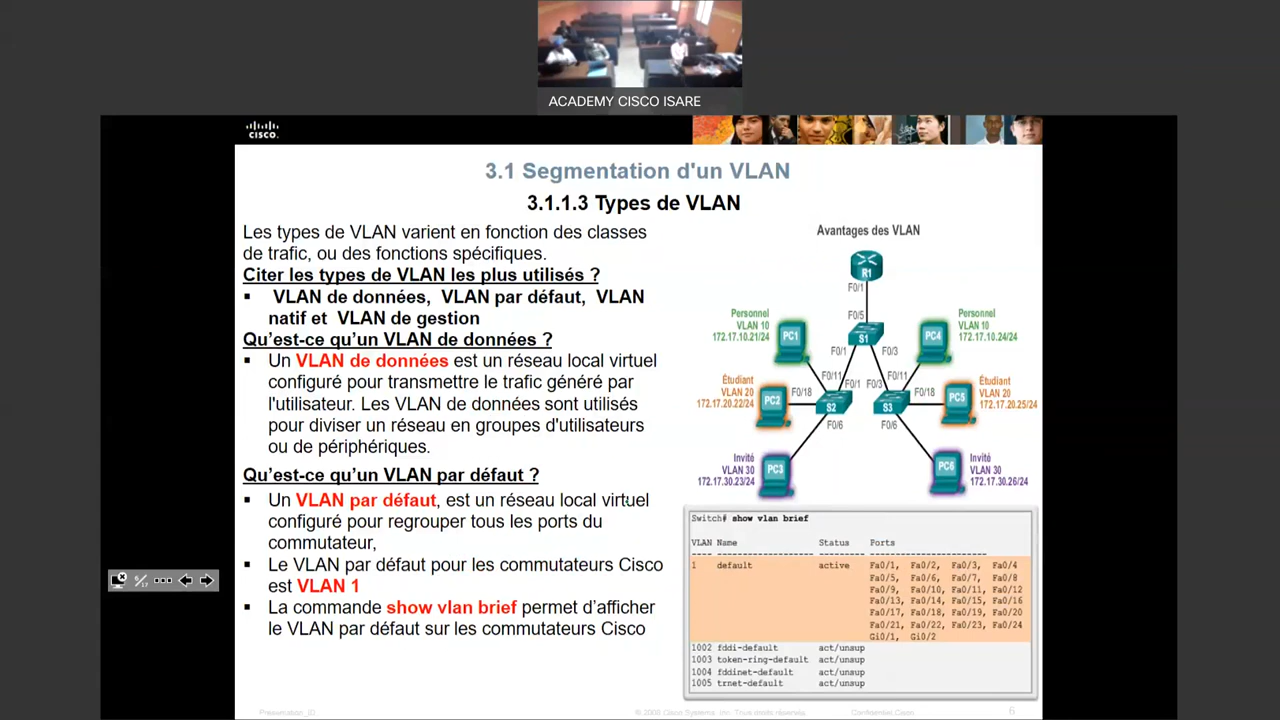 ACADEMY CISCO ISARE
CISCO
3.1 Segmentation d'un VLAN
3.1.1.3 Types de VLAN
Les types de VLAN varient en fonction des classes
de trafic, ou des fonctions spécifiques.
Citer les types de VLAN les plus utilisés ?
▪ VLAN de données, VLAN par défaut, VLAN
natif et VLAN de gestion
Qu'est-ce qu'un VLAN de données ?
▪ Un VLAN de données est un réseau local virtuel
configuré pour transmettre le trafic généré par
l'utilisateur. Les VLAN de données sont utilisés
pour diviser un réseau en groupes d'utilisateurs
ou de périphériques.
Qu'est-ce qu'un VLAN par défaut ?
▪ Un VLAN par défaut, est un réseau local virtuel
configuré pour regrouper tous les ports du
commutateur,
▪ Le VLAN par défaut pour les commutateurs Cisco
est VLAN 1
▪ La commande show vlan brief permet d'afficher
le VLAN par défaut sur les commutateurs Cisco
Avantages des VLAN
R1
F0/1
F0/5
S1
F0/1
F0/3
Personnel
VLAN 10
172.17.10.21/24
PC1
Personnel
VLAN 10
172.17.10.24/24
PC4
F0/11
F0/1
F0/3
F0/11
Étudiant
VLAN 20
172.17.20.22/24
PC2
F0/18
S2
S3
F0/18
PC5
Étudiant
VLAN 20
172.17.20.25/24
F0/6
F0/6
Invité
VLAN 30
172.17.30.23/24
PC3
PC6
Invité
VLAN 30
172.17.30.26/24
Switch# show vlan brief
VLAN Name Status Ports
1 default active Fa0/1, Fa0/2, Fa0/3, Fa0/4
Fa0/5, Fa0/6, Fa0/7, Fa0/8
Fa0/9, Fa0/10, Fa0/11, Fa0/12
Fa0/13, Fa0/14, Fa0/15, Fa0/16
Fa0/17, Fa0/18, Fa0/19, Fa0/20
Fa0/21, Fa0/22, Fa0/23, Fa0/24
Gi0/1, Gi0/2
1002 fddi-default act/unsup
1003 token-ring-default act/unsup
1004 fddinet-default act/unsup
1005 trnet-default act/unsup
Presentation_ID
© 2008 Cisco Systems, Inc. Tous droits réservés.
Confidentiel Cisco
6